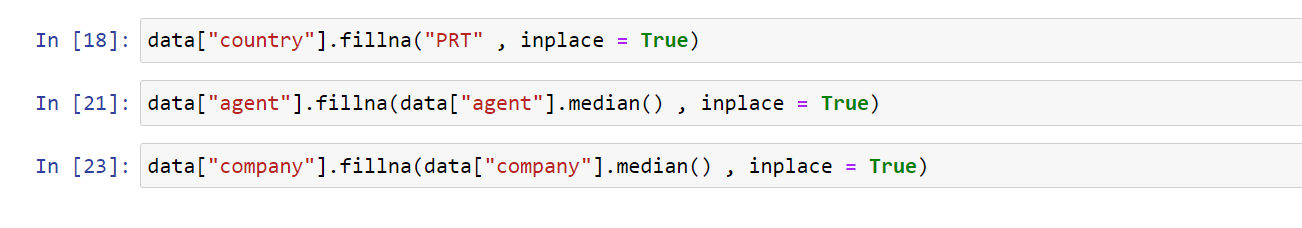 In [18]: data["country"].fillna("PRT" , inplace = True)
In [21]: data["agent"].fillna(data["agent"].median() , inplace = True)
In [23]: data["company"].fillna(data["company"].median() , inplace = True)